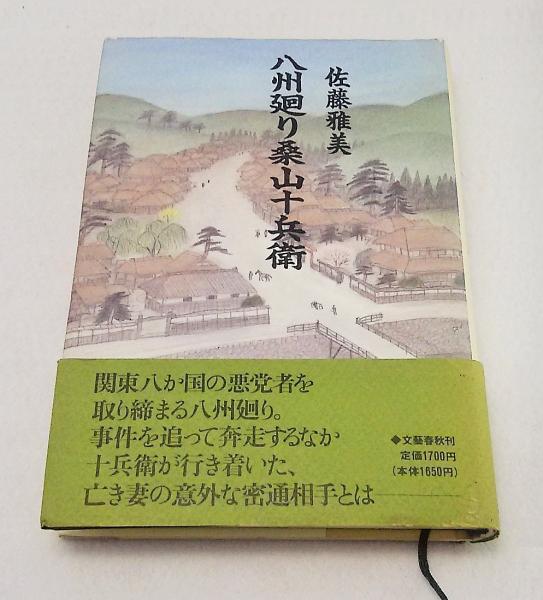 佐藤雅美
八州廻り桑山十兵衛
関東八か国の悪党者を
取り締まる八州廻り。
事件を追って奔走するなか
十兵衛が行き着いた、
亡き妻の意外な密通相手とは
◆文藝春秋刊
定価1700円
(本体1650円)